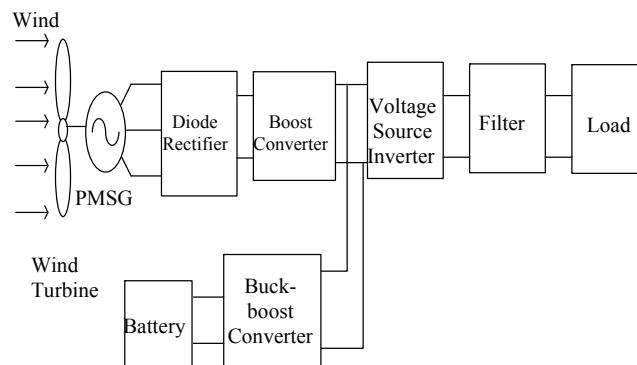 Wind
PMSG
Diode
Rectifier
Boost
Converter
Voltage
Source
Inverter
Filter
Load
Wind
Turbine
Battery
Buck-
boost
Converter